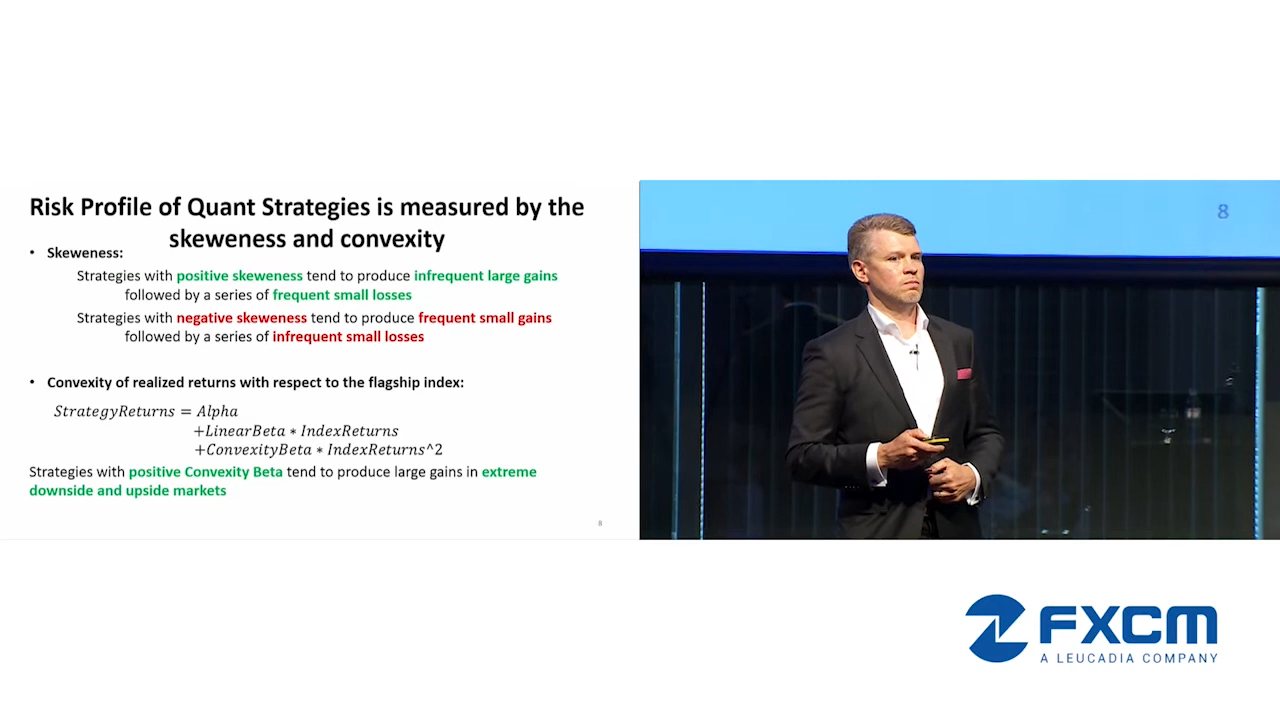 Risk Profile of Quant Strategies is measured by the
skeweness and convexity
• Skeweness:
Strategies with positive skeweness tend to produce infrequent large gains
followed by a series of frequent small losses
Strategies with negative skeweness tend to produce frequent small gains
followed by a series of infrequent small losses
• Convexity of realized returns with respect to the flagship index:
StrategyReturns = Alpha
+LinearBeta ∗ IndexReturns
+ConvexityBeta ∗ IndexReturns^2
Strategies with positive Convexity Beta tend to produce large gains in extreme
downside and upside markets
8
8
FXCM
A LEUCADIA COMPANY